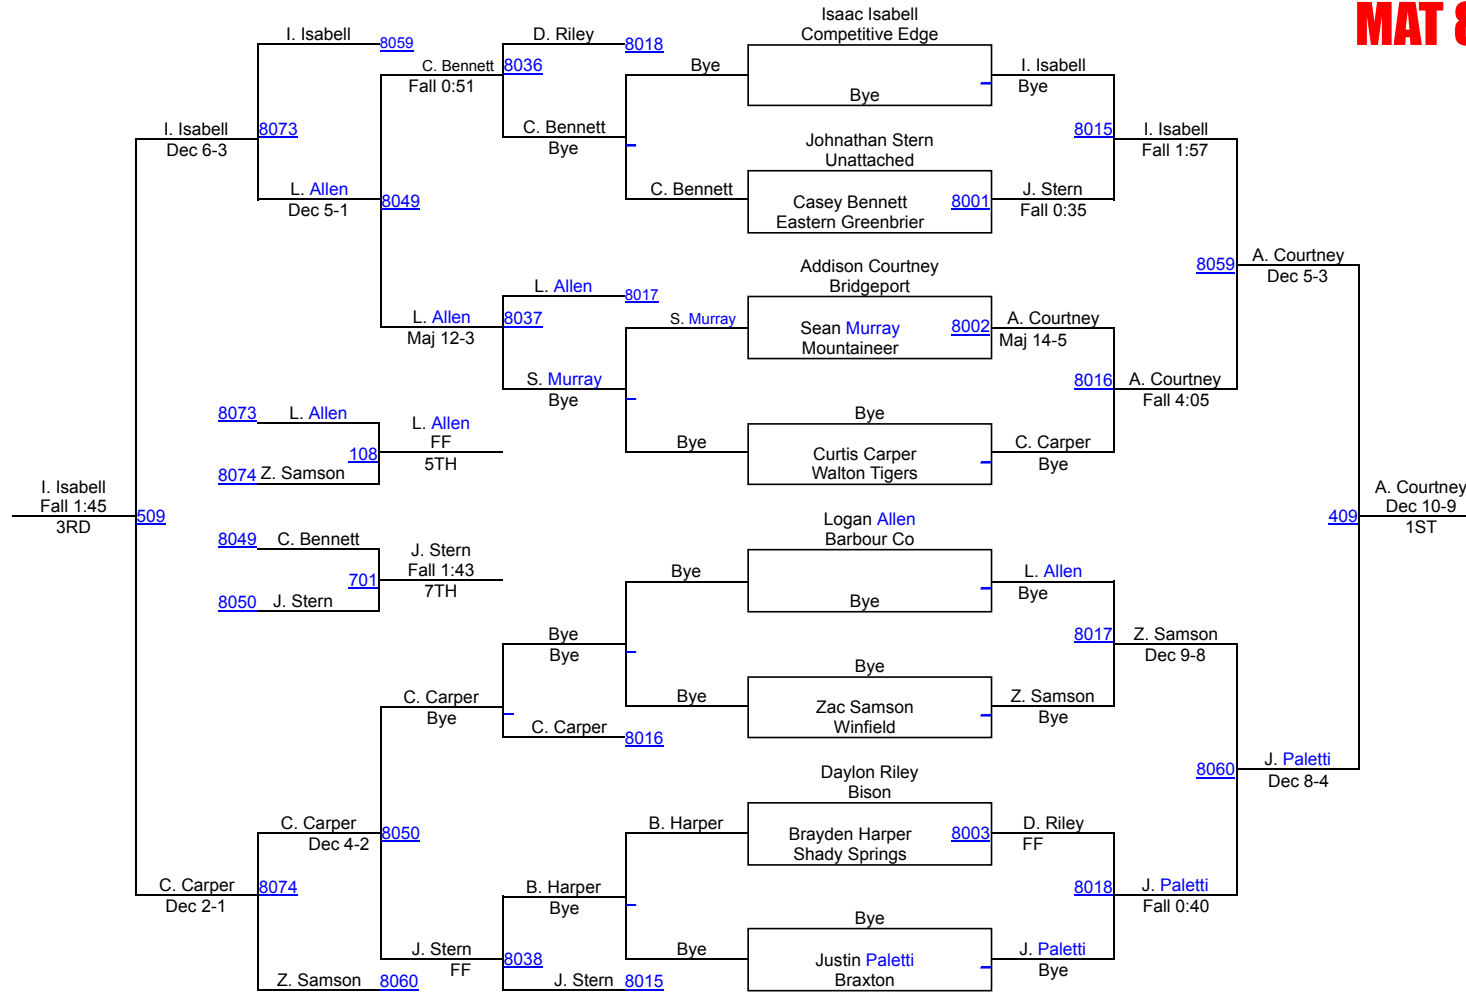 MAT 8
Isaac Isabell
Competitive Edge
I. Isabell 8059
D. Riley 8018
C. Bennett 8036
Fall 0:51
Bye
Bye
I. Isabell
Bye
I. Isabell 8073
Dec 6-3
C. Bennett
Bye
8015 I. Isabell
Fall 1:57
Johnathan Stern
Unattached
L. Allen
Dec 5-1
8049
C. Bennett
Casey Bennett 8001
Eastern Greenbrier
J. Stern
Fall 0:35
Addison Courtney
Bridgeport
8059 A. Courtney
Dec 5-3
L. Allen 8017
L. Allen 8037
Maj 12-3
S. Murray
Sean Murray 8002
Mountaineer
A. Courtney
Maj 14-5
S. Murray
Bye
8016 A. Courtney
Fall 4:05
8073 L. Allen
L. Allen
FF
5TH
108
8074 Z. Samson
Bye
Bye
Curtis Carper
Walton Tigers
C. Carper
Bye
I. Isabell
Fall 1:45
3RD
509
409
A. Courtney
Dec 10-9
1ST
Logan Allen
Barbour Co
8049 C. Bennett
J. Stern
Fall 1:43
7TH
701
8050 J. Stern
Bye
Bye
L. Allen
Bye
Bye
Bye
8017 Z. Samson
Dec 9-8
Bye
C. Carper
Bye
Bye
Zac Samson
Winfield
Z. Samson
Bye
C. Carper 8016
8060 J. Paletti
Dec 8-4
Daylon Riley
Bison
C. Carper 8050
Dec 4-2
B. Harper
Brayden Harper 8003
Shady Springs
D. Riley
FF
C. Carper 8074
Dec 2-1
B. Harper
Bye
8018 J. Paletti
Fall 0:40
Bye
J. Stern 8038
FF
Bye
Justin Paletti
Braxton
J. Paletti
Bye
Z. Samson 8060
J. Stern 8015